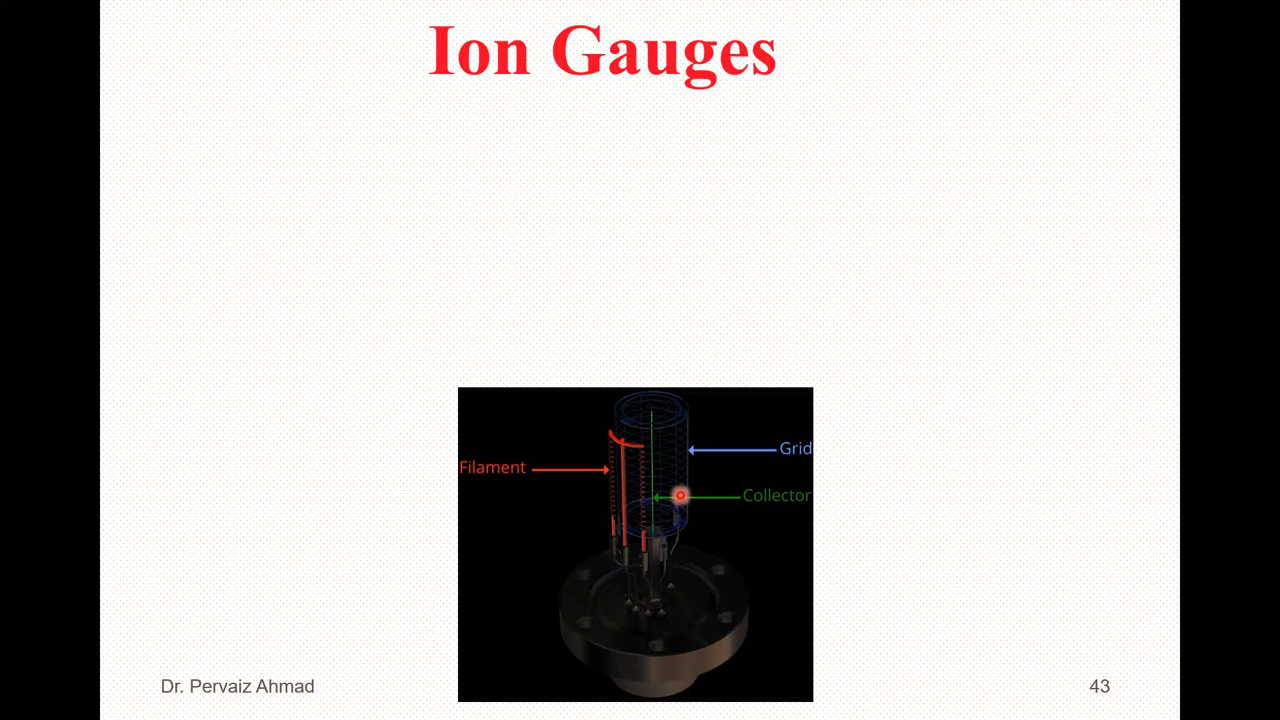 Ion Gauges
Grid
Filament
Collector
Dr. Pervaiz Ahmad
43